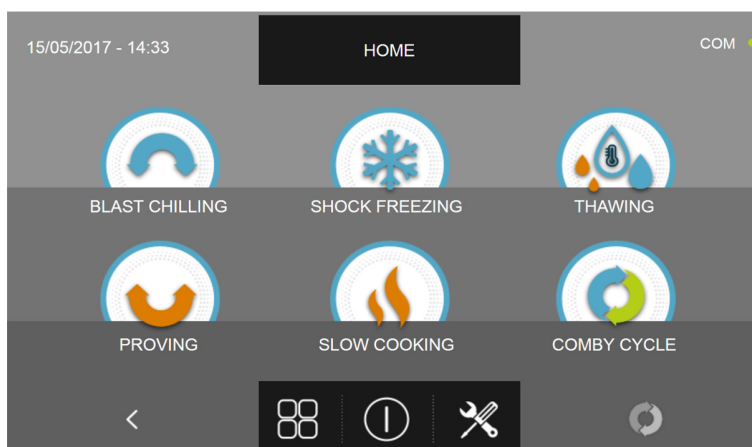 15/05/2017 - 14:33
HOME
COM
BLAST CHILLING
SHOCK FREEZING
THAWING
PROVING
SLOW COOKING
COMBY CYCLE